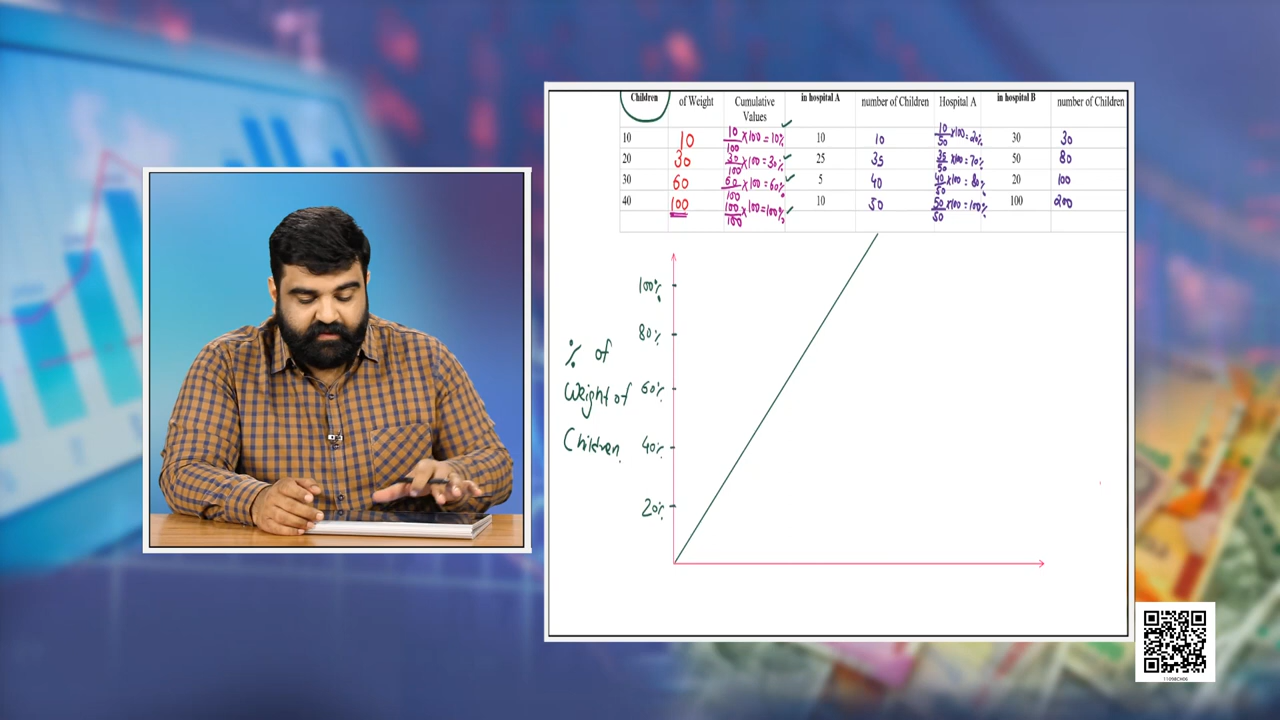 Children of Weight Cumulative Values in hospital A number of Children Hospital A in hospital B number of Children
10 10 10/100 x100 = 10% ✓ 10 10 10/50 x100 = 20% 30 30
20 30 30/100 x100 = 30% ✓ 25 35 35/50 x100 = 70% 50 80
30 60 60/100 x100 = 60% ✓ 5 40 40/50 x100 = 80% 20 100
40 100 100/100 x100 = 100% ✓ 10 50 50/50 x100 = 100% 100 200
100%
80%
% of
Weight of 60%
Children 40%
20%
11098CH06